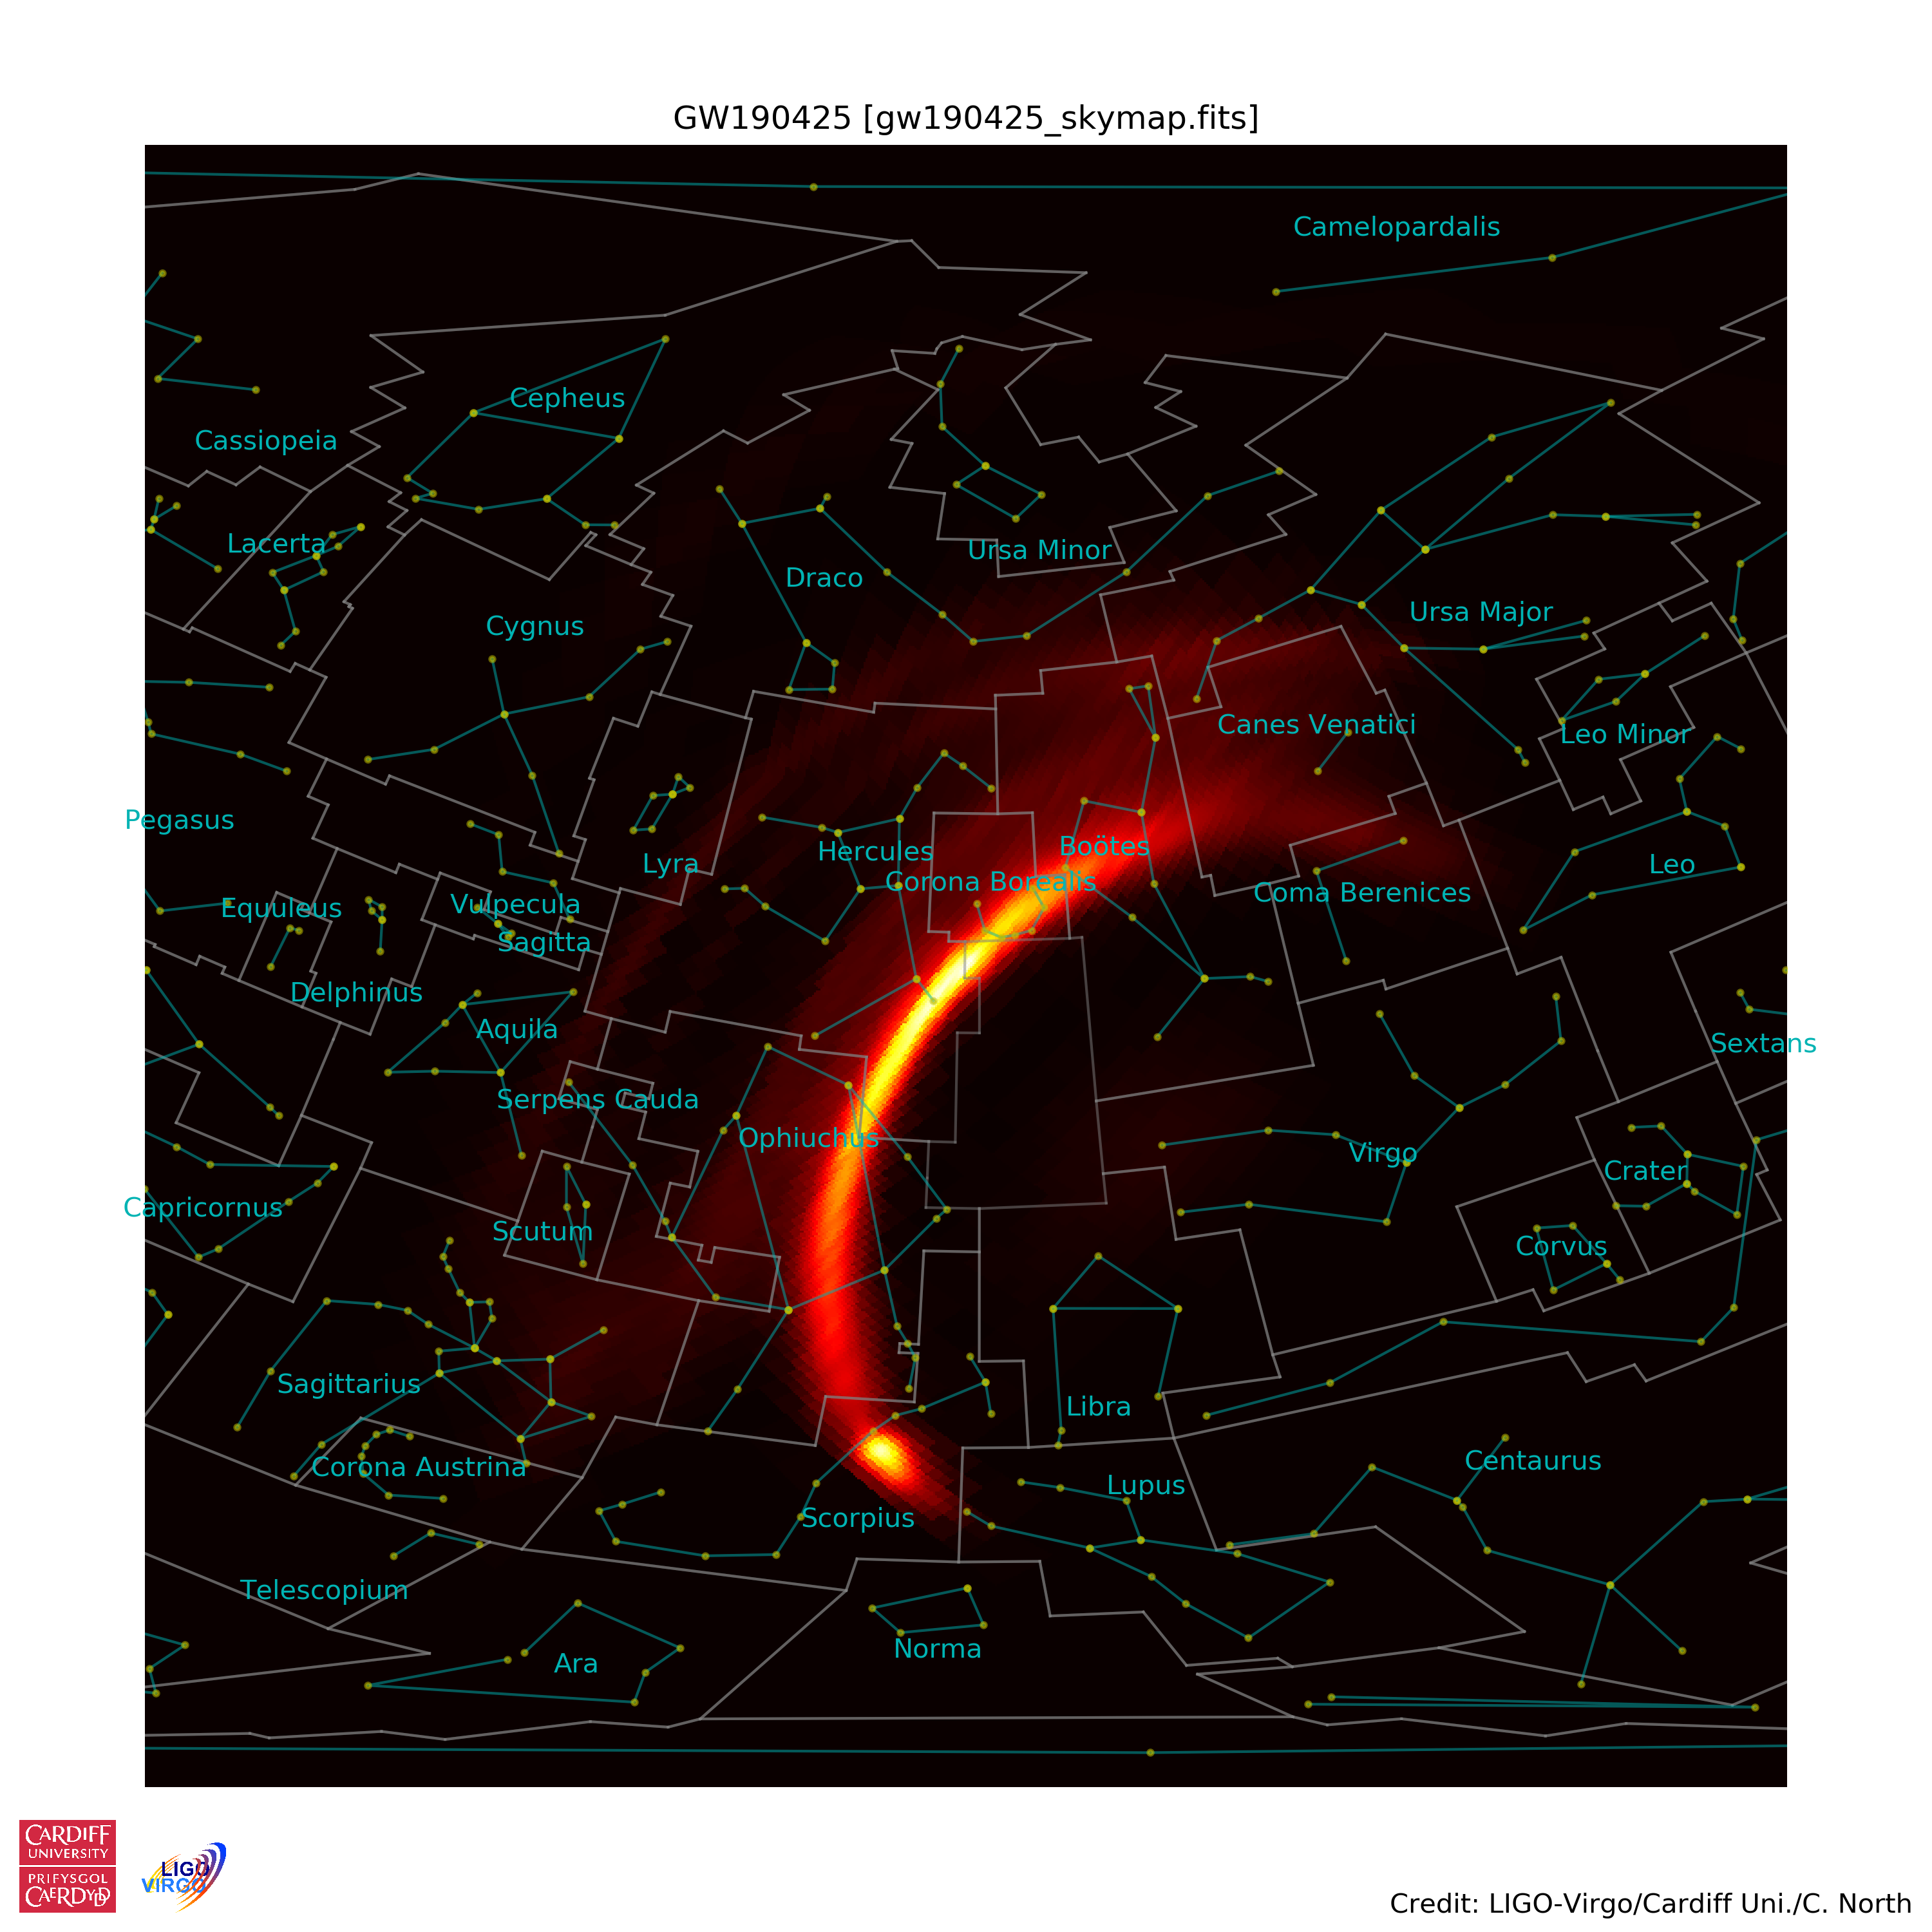 GW190425 [gw190425_skymap.fits]
Camelopardalis
Cepheus
Cassiopeia
Lacerta
Ursa Minor
Draco
Ursa Major
Cygnus
Canes Venatici
Leo Minor
Pegasus
Boötes
Hercules
Lyra
Leo
Corona Borealis
Coma Berenices
Vulpecula
Equuleus
Sagitta
Delphinus
Aquila
Sextans
Serpens Cauda
Ophiuchus
Virgo
Crater
Capricornus
Scutum
Corvus
Sagittarius
Libra
Centaurus
Corona Austrina
Lupus
Scorpius
Telescopium
Norma
Ara
CARDIFF
UNIVERSITY
PRIFYSGOL
CAERDYDD
LIGO
VIRGO
Credit: LIGO-Virgo/Cardiff Uni./C. North